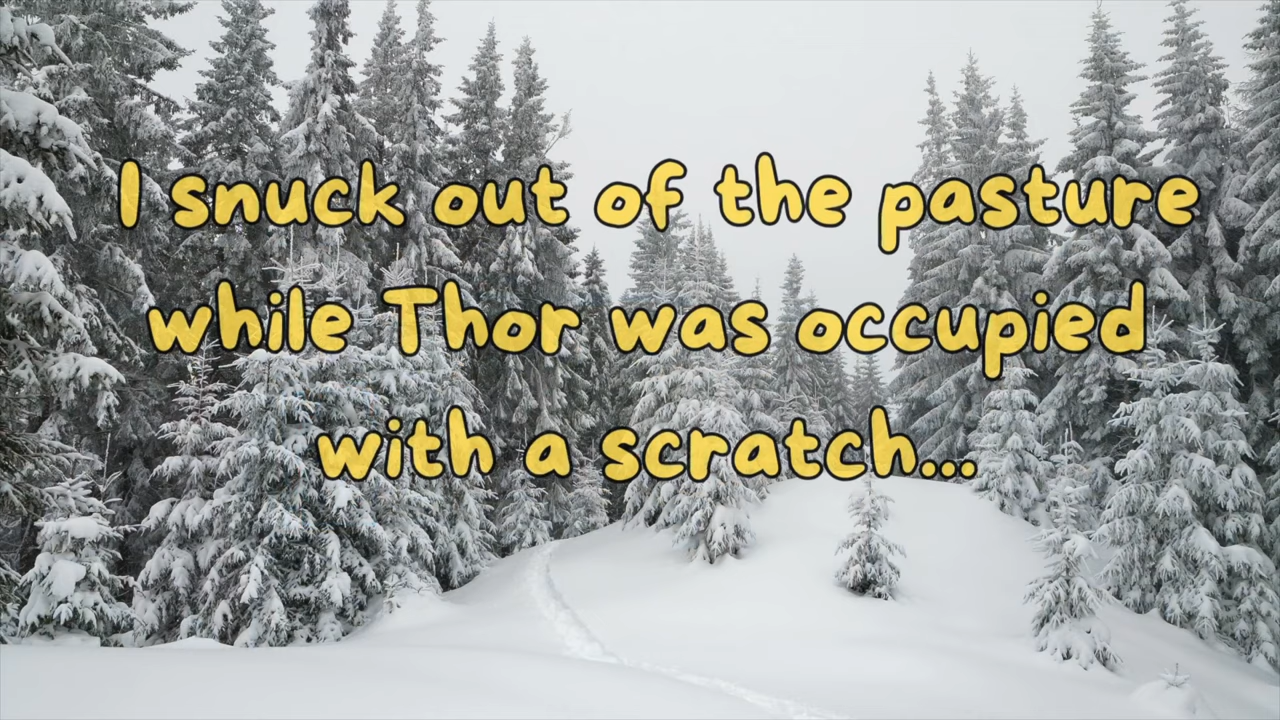 I snuck out of the pasture
while Thor was occupied
with a scratch...